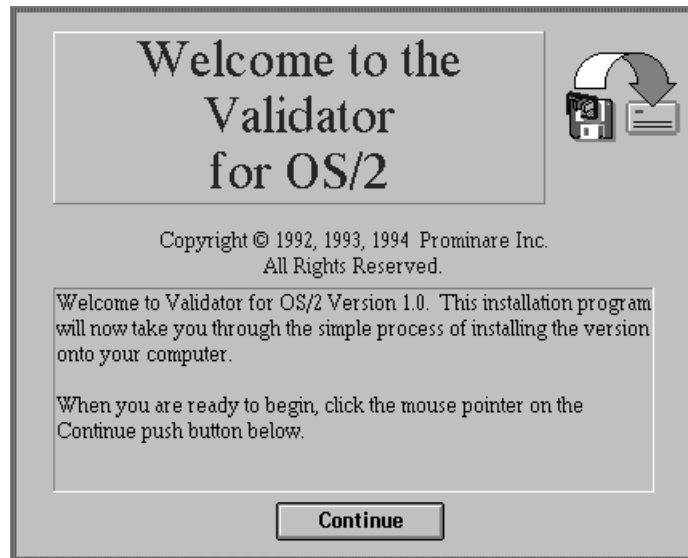 Welcome to the
Validator
for OS/2
Copyright © 1992, 1993, 1994  Prominare Inc.
All Rights Reserved.
Welcome to Validator for OS/2 Version 1.0.  This installation program
will now take you through the simple process of installing the version
onto your computer.
When you are ready to begin, click the mouse pointer on the
Continue push button below.
Continue